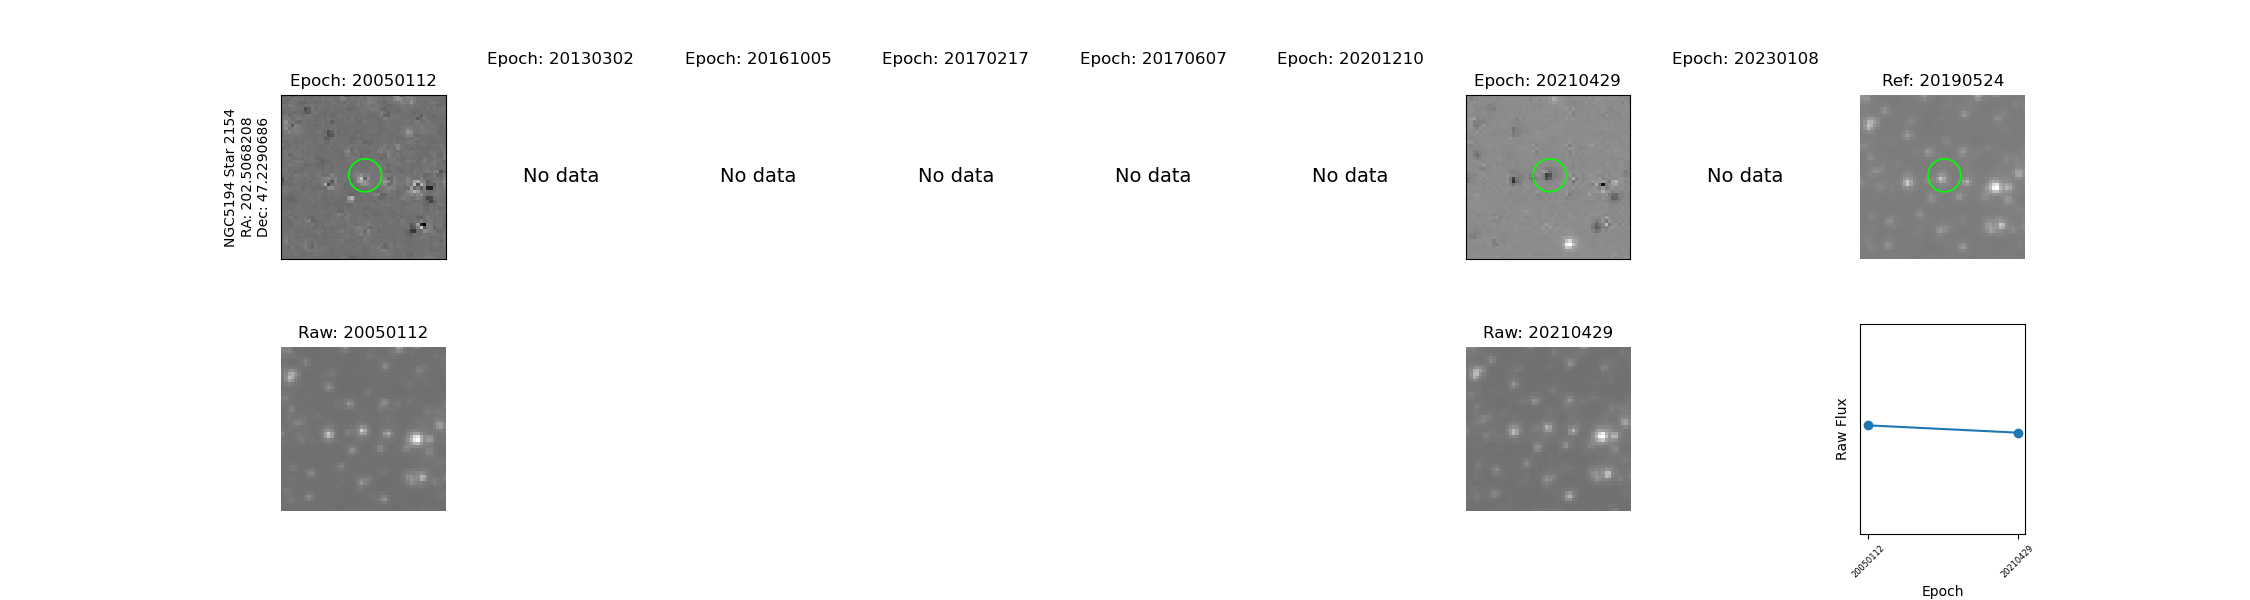 Epoch: 20050112
Epoch: 20130302
Epoch: 20161005
Epoch: 20170217
Epoch: 20170607
Epoch: 20201210
Epoch: 20210429
Epoch: 20230108
Ref: 20190524
NGC5194 Star 2154
RA: 202.5068208
Dec: 47.2290686
No data
No data
No data
No data
No data
No data
Raw: 20050112
Raw: 20210429
Raw Flux
20050112
20210429
Epoch